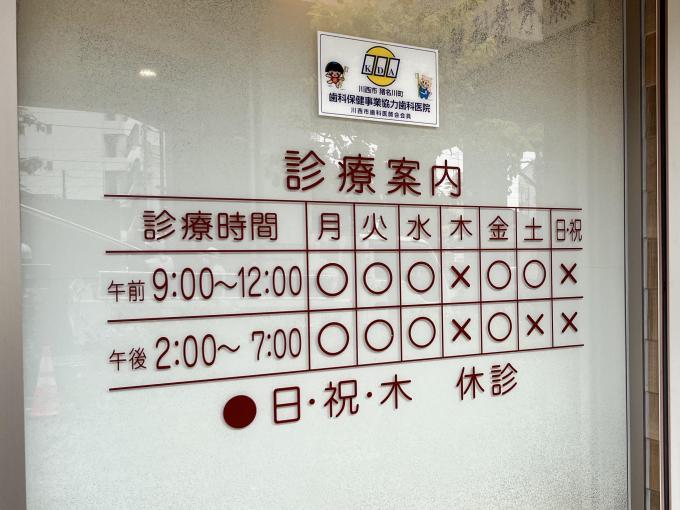 KDA
川西市 猪名川町
歯科保健事業協力歯科医院
川西市歯科医師会会員
診療案内
診療時間 月 火 水 木 金 土 日・祝
午前 9:00〜12:00 ○ ○ ○ × ○ ○ ×
午後 2:00〜 7:00 ○ ○ ○ × ○ × ×
●日・祝・木 休診